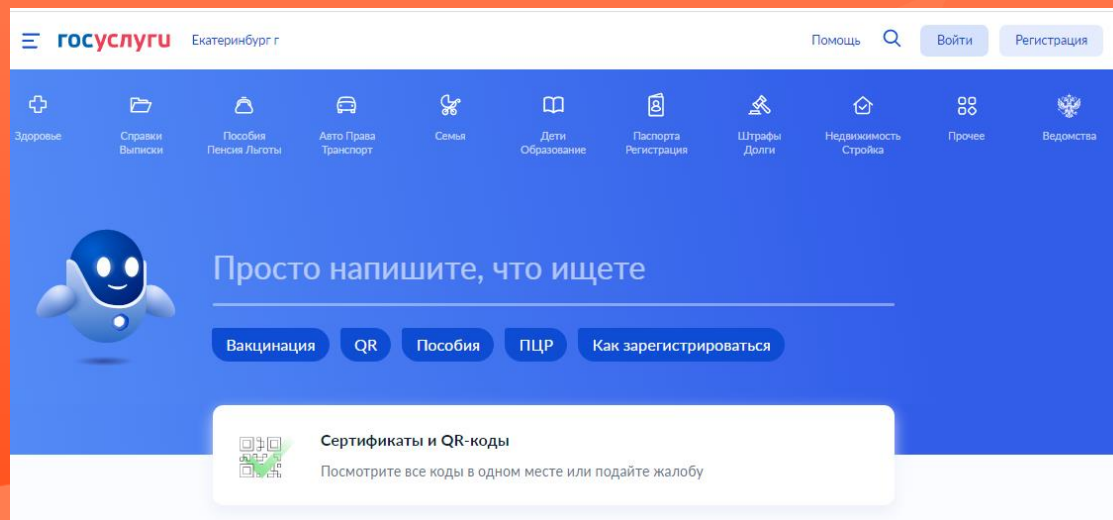 госуслуги Екатеринбург г Помощь Войти Регистрация
Здоровье
Справки
Выписки
Пособия
Пенсия Льготы
Авто Права
Транспорт
Семья
Дети
Образование
Паспорта
Регистрация
Штрафы
Долги
Недвижимость
Стройка
Прочее
Ведомства
Просто напишите, что ищете
Вакцинация QR Пособия ПЦР Как зарегистрироваться
Сертификаты и QR-коды
Посмотрите все коды в одном месте или подайте жалобу